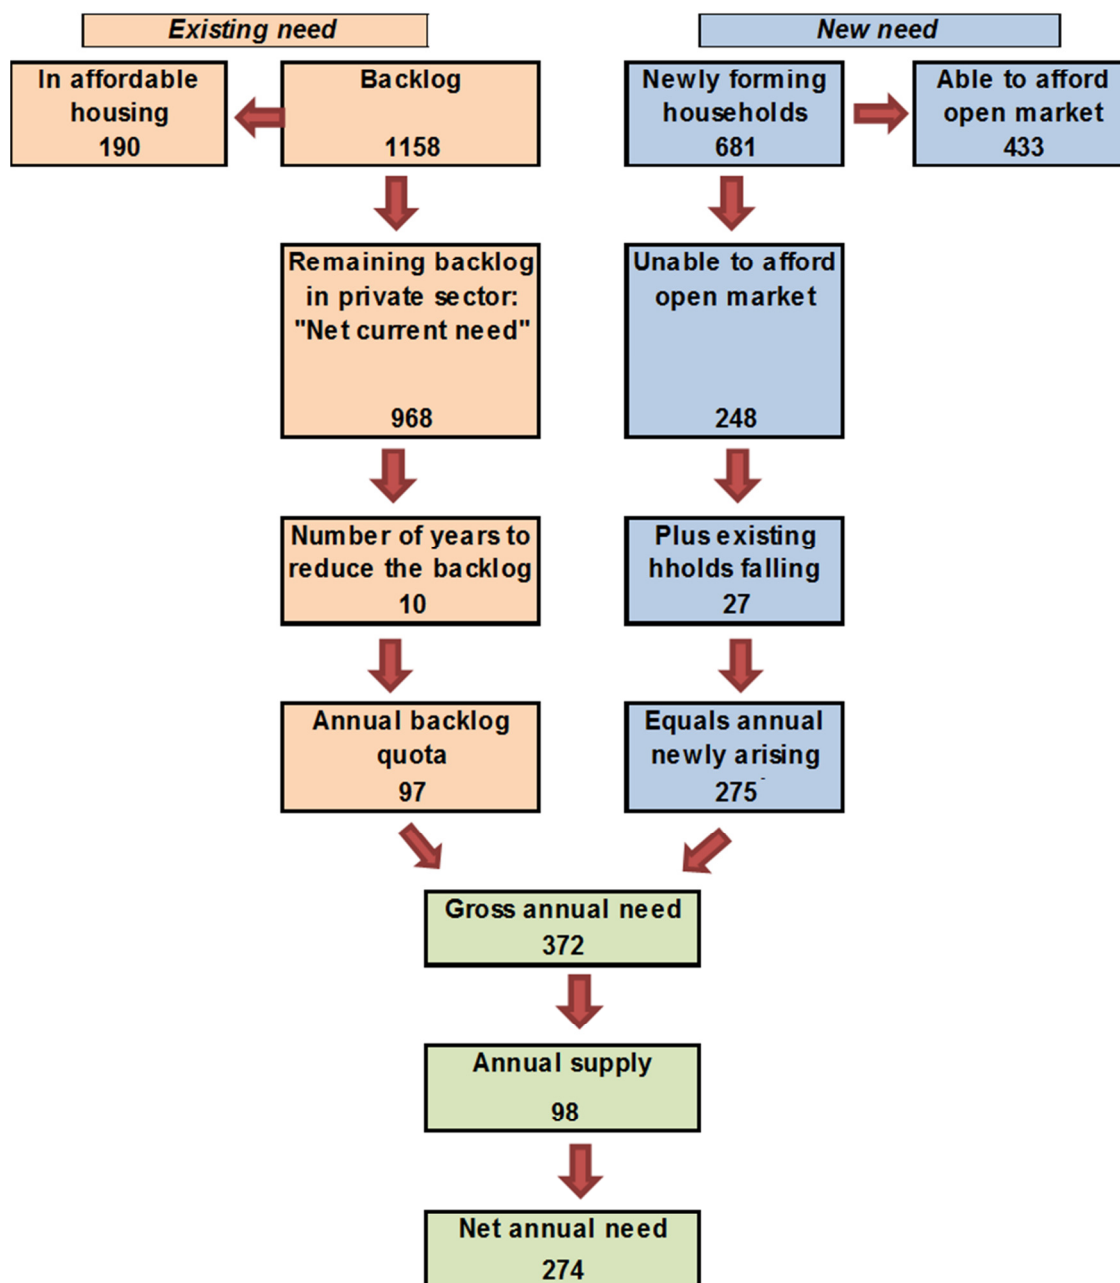 Existing need
New need
In affordable
housing
190
Backlog
1158
Newly forming
households
681
Able to afford
open market
433
Remaining backlog
in private sector:
"Net current need"
968
Unable to afford
open market
248
Number of years to
reduce the backlog
10
Plus existing
hholds falling
27
Annual backlog
quota
97
Equals annual
newly arising
275
Gross annual need
372
Annual supply
98
Net annual need
274